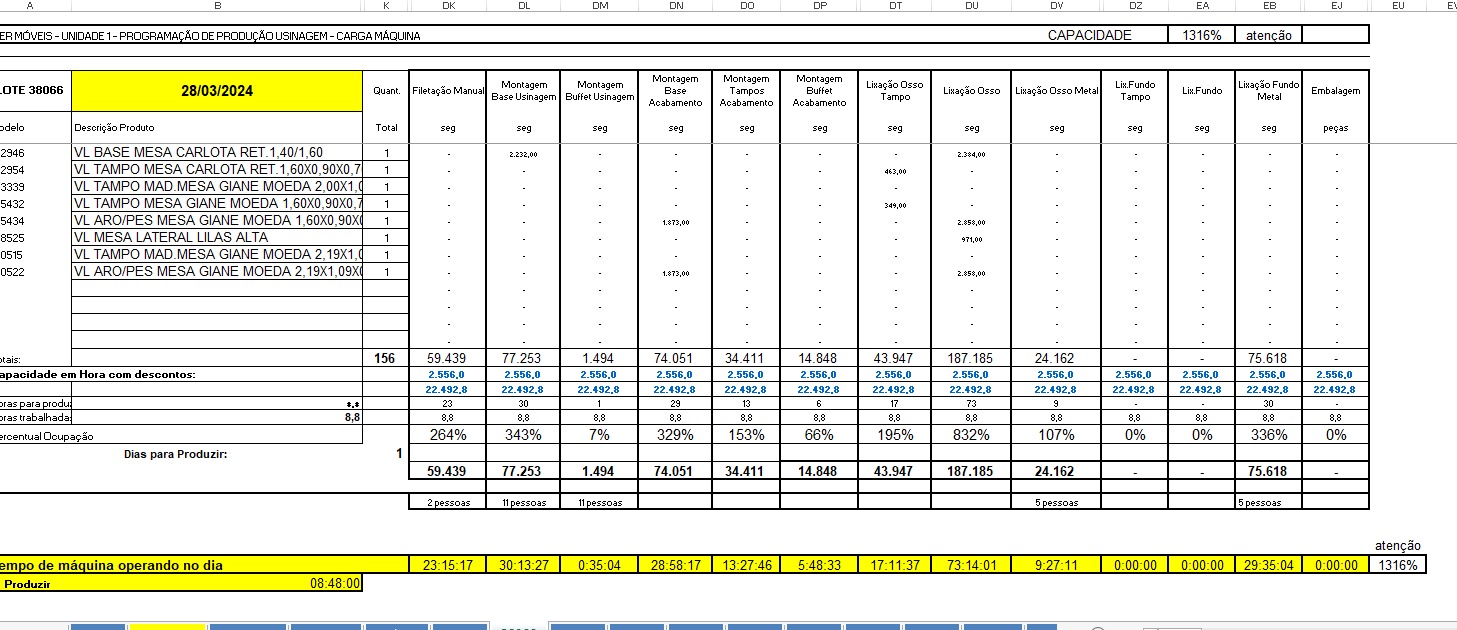 A B K DK DL DM DN DO DP DT DU DV DZ EA EB EJ EU EV
ER MÓVEIS - UNIDADE 1 - PROGRAMAÇÃO DE PRODUÇÃO USINAGEM - CARGA MÁQUINA CAPACIDADE 1316% atenção
LOTE 38066 28/03/2024 Quant. Filetação Manual Montagem Base Usinagem Montagem Buffet Usinagem Montagem Base Acabamento Montagem Tampos Acabamento Montagem Buffet Acabamento Lixação Osso Tampo Lixação Osso Lixação Osso Metal Lix.Fundo Tampo Lix.Fundo Lixação Fundo Metal Embalagem
odelo Descrição Produto Total seg seg seg seg seg seg seg seg seg seg seg seg peças
2946 VL BASE MESA CARLOTA RET.1,40/1,60 1 - 2.232,00 - - - - - 2.384,00 - - - - -
2954 VL TAMPO MESA CARLOTA RET.1,60X0,90X0,7 1 - - - - - - 463,00 - - - - - -
3339 VL TAMPO MAD.MESA GIANE MOEDA 2,00X1,0 1 - - - - - - - - - - - - -
5432 VL TAMPO MESA GIANE MOEDA 1,60X0,90X0,7 1 - - - - - - 349,00 - - - - - -
5434 VL ARO/PES MESA GIANE MOEDA 1,60X0,90X0 1 - - - 1.873,00 - - - 2.858,00 - - - - -
8525 VL MESA LATERAL LILAS ALTA 1 - - - - - - - 971,00 - - - - -
0515 VL TAMPO MAD.MESA GIANE MOEDA 2,19X1,0 1 - - - - - - - - - - - - -
0522 VL ARO/PES MESA GIANE MOEDA 2,19X1,09X0 1 - - - 1.873,00 - - - 2.858,00 - - - - -
- - - - - - - - - - - - -
- - - - - - - - - - - - -
- - - - - - - - - - - - -
- - - - - - - - - - - - -
otais: 156 59.439 77.253 1.494 74.051 34.411 14.848 43.947 187.185 24.162 - - 75.618 -
apacidade em Hora com descontos: 2.556,0 2.556,0 2.556,0 2.556,0 2.556,0 2.556,0 2.556,0 2.556,0 2.556,0 2.556,0 2.556,0 2.556,0 2.556,0
22.492,8 22.492,8 22.492,8 22.492,8 22.492,8 22.492,8 22.492,8 22.492,8 22.492,8 22.492,8 22.492,8 22.492,8 22.492,8
oras para produz *,* 23 30 1 29 13 6 17 73 9 - - 30 -
oras trabalhadas 8,8 8,8 8,8 8,8 8,8 8,8 8,8 8,8 8,8 8,8 8,8 8,8 8,8 8,8
ercentual Ocupação 264% 343% 7% 329% 153% 66% 195% 832% 107% 0% 0% 336% 0%
Dias para Produzir: 1
59.439 77.253 1.494 74.051 34.411 14.848 43.947 187.185 24.162 - - 75.618 -
2 pessoas 11 pessoas 11 pessoas 5 pessoas 5 pessoas
atenção
empo de máquina operando no dia 23:15:17 30:13:27 0:35:04 28:58:17 13:27:46 5:48:33 17:11:37 73:14:01 9:27:11 0:00:00 0:00:00 29:35:04 0:00:00 1316%
Produzir 08:48:00